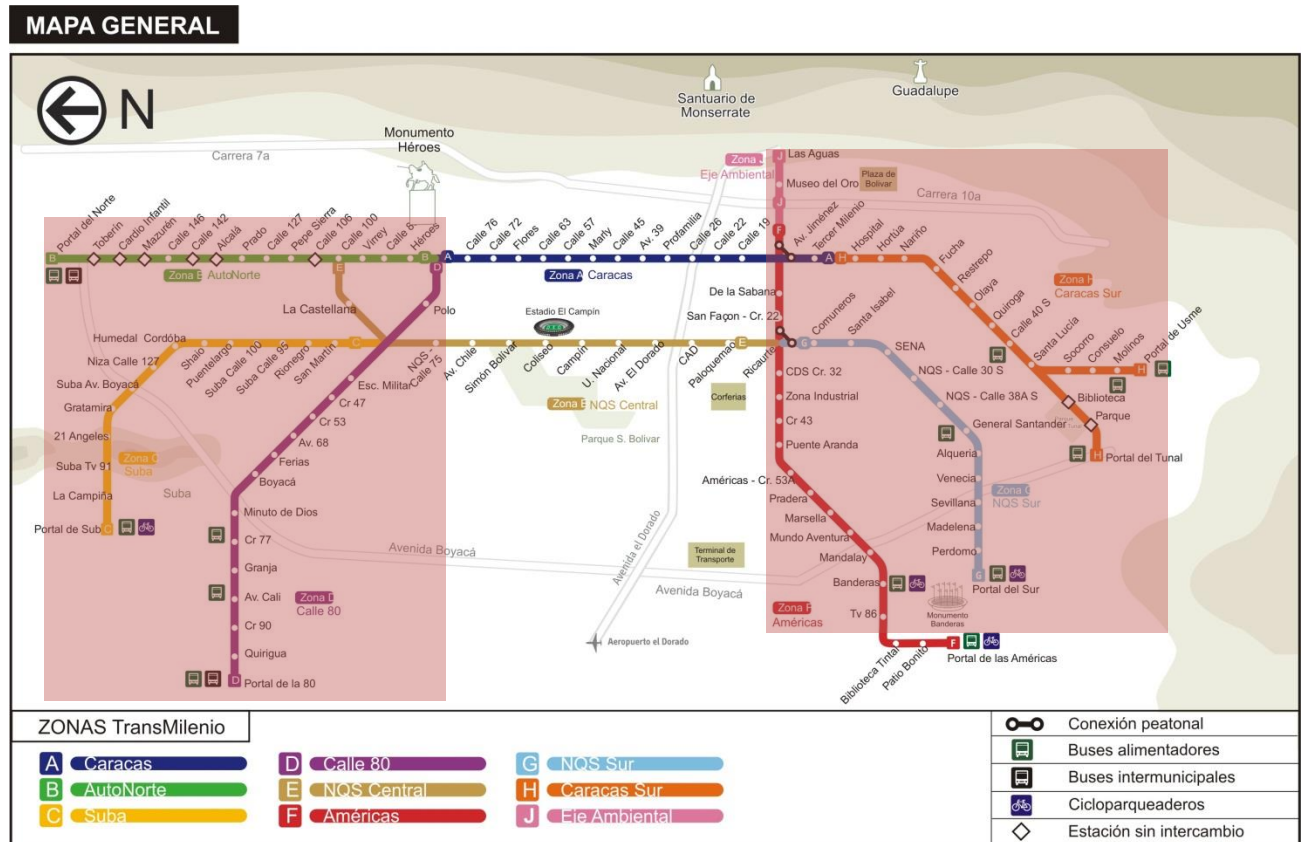 MAPA GENERAL
N
Carrera 7a
Monumento
Héroes
Santuario de
Monserrate
Guadalupe
Zona J
Eje Ambiental
J
Las Aguas
Museo del Oro
Plaza de
Bolivar
Carrera 10a
J
F
B
Portal del Norte
Toberín
Cardio Infantil
Mazurén
Calle 146
Calle 142
Alcalá
Prado
Calle 127
Pepe Sierra
Calle 106
Calle 100
Virrey
Calle 8
Héroes
B
A
Calle 76
Calle 72
Flores
Calle 63
Calle 57
Marly
Calle 45
Av. 39
Profamilia
Calle 26
Calle 22
Calle 19
Av. Jiménez
Tercer Milenio
A
H
Hospital
Hortúa
Nariño
Fucha
Restrepo
Olaya
Quiroga
Calle 40 S
Santa Lucía
Socorro
Consuelo
Molinos
Portal de Usme
H
Biblioteca
Parque
H
Portal del Tunal
Zona
AutoNorte
Zona A Caracas
Zona
Caracas Sur
E
D
La Castellana
Polo
Estadio El Campín
De la Sabana
San Façon - Cr. 22
Humedal Cordóba
Niza Calle 127
Suba Av. Boyacá
Gratamira
21 Angeles
Suba Tv 91
La Campiña
Portal de Sub
C
Zona
Suba
Suba
Shaio
Puentelargo
Suba Calle 100
Suba Calle 95
Rionegro
San Martin
C
NQS -
Calle 75
Av. Chile
Simón Bolívar
Coliseo
Campín
U. Nacional
Av. El Dorado
CAD
Paloquemao
E
Ricaurte
G
Comuneros
Santa Isabel
SENA
NQS - Calle 30 S
NQS - Calle 38A S
General Santander
Alqueria
Venecia
Sevillana
Madelena
Perdomo
G
Portal del Sur
Zona
NQS Sur
Zona E NQS Central
Parque S. Bolivar
Corferias
Esc. Militar
Cr 47
Cr 53
Av. 68
Ferias
Boyacá
Minuto de Dios
Cr 77
Granja
Av. Cali
Cr 90
Quirigua
D
Portal de la 80
Zona
Calle 80
CDS Cr. 32
Zona Industrial
Cr 43
Puente Aranda
Américas - Cr. 53A
Pradera
Marsella
Mundo Aventura
Mandalay
Banderas
Tv 86
Biblioteca Tintal
Patio Bonito
F
Portal de las Américas
Zona F
Américas
Monumento
Banderas
Terminal de
Transporte
Avenida Boyacá
Avenida el Dorado
Avenida Boyacá
Aeropuerto el Dorado
ZONAS TransMilenio
A Caracas
B AutoNorte
C Suba
D Calle 80
E NQS Central
F Américas
G NQS Sur
H Caracas Sur
J Eje Ambiental
Conexión peatonal
Buses alimentadores
Buses intermunicipales
Cicloparqueaderos
Estación sin intercambio